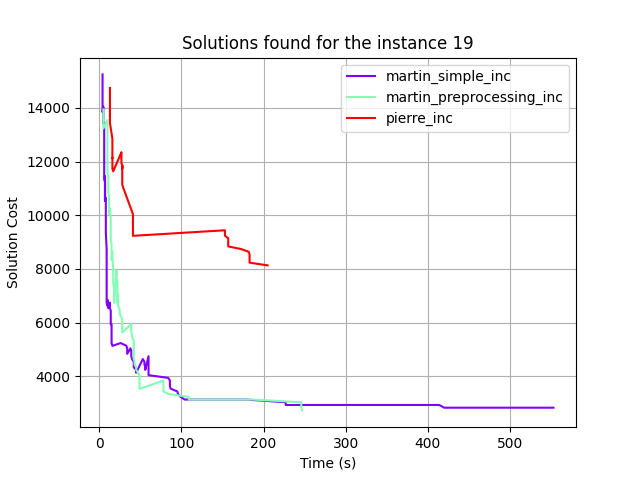 Solutions found for the instance 19
martin_simple_inc
martin_preprocessing_inc
pierre_inc
Solution Cost
14000
12000
10000
8000
6000
4000
0 100 200 300 400 500
Time (s)